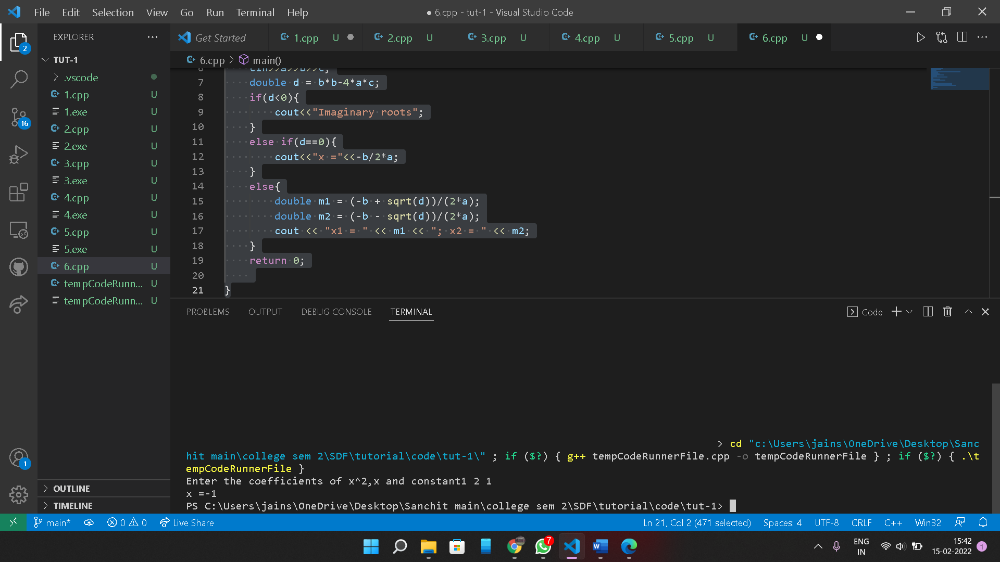 File Edit Selection View Go Run Terminal Help
● 6.cpp - tut-1 - Visual Studio Code
EXPLORER
Get Started
1.cpp U
2.cpp U
3.cpp U
4.cpp U
5.cpp U
6.cpp U
2
TUT-1
.vscode
1.cpp U
1.exe U
2.cpp U
2.exe U
3.cpp U
3.exe U
4.cpp U
4.exe U
5.cpp U
5.exe U
6.cpp U
tempCodeRunn... U
tempCodeRunn... U
16
1
OUTLINE
TIMELINE
6.cpp > main()
6 cin>>a>>b>>c;
7 double d = b*b-4*a*c;
8 if(d<0){
9 cout<<"Imaginary roots";
10 }
11 else if(d==0){
12 cout<<"x ="<<-b/2*a;
13 }
14 else{
15 double m1 = (-b + sqrt(d))/(2*a);
16 double m2 = (-b - sqrt(d))/(2*a);
17 cout << "x1 = " << m1 << "; x2 = " << m2;
18 }
19 return 0;
20
21 }
PROBLEMS OUTPUT DEBUG CONSOLE TERMINAL
Code
> cd "c:\Users\jains\OneDrive\Desktop\Sanc
hit main\college sem 2\SDF\tutorial\code\tut-1\" ; if ($?) { g++ tempCodeRunnerFile.cpp -o tempCodeRunnerFile } ; if ($?) { .\t
empCodeRunnerFile }
Enter the coefficients of x^2,x and constant1 2 1
x =-1
PS C:\Users\jains\OneDrive\Desktop\Sanchit main\college sem 2\SDF\tutorial\code\tut-1>
main* 0 0 Live Share
Ln 21, Col 2 (471 selected) Spaces: 4 UTF-8 CRLF C++ Win32
7
W
ENG
IN
15:42
15-02-2022
1